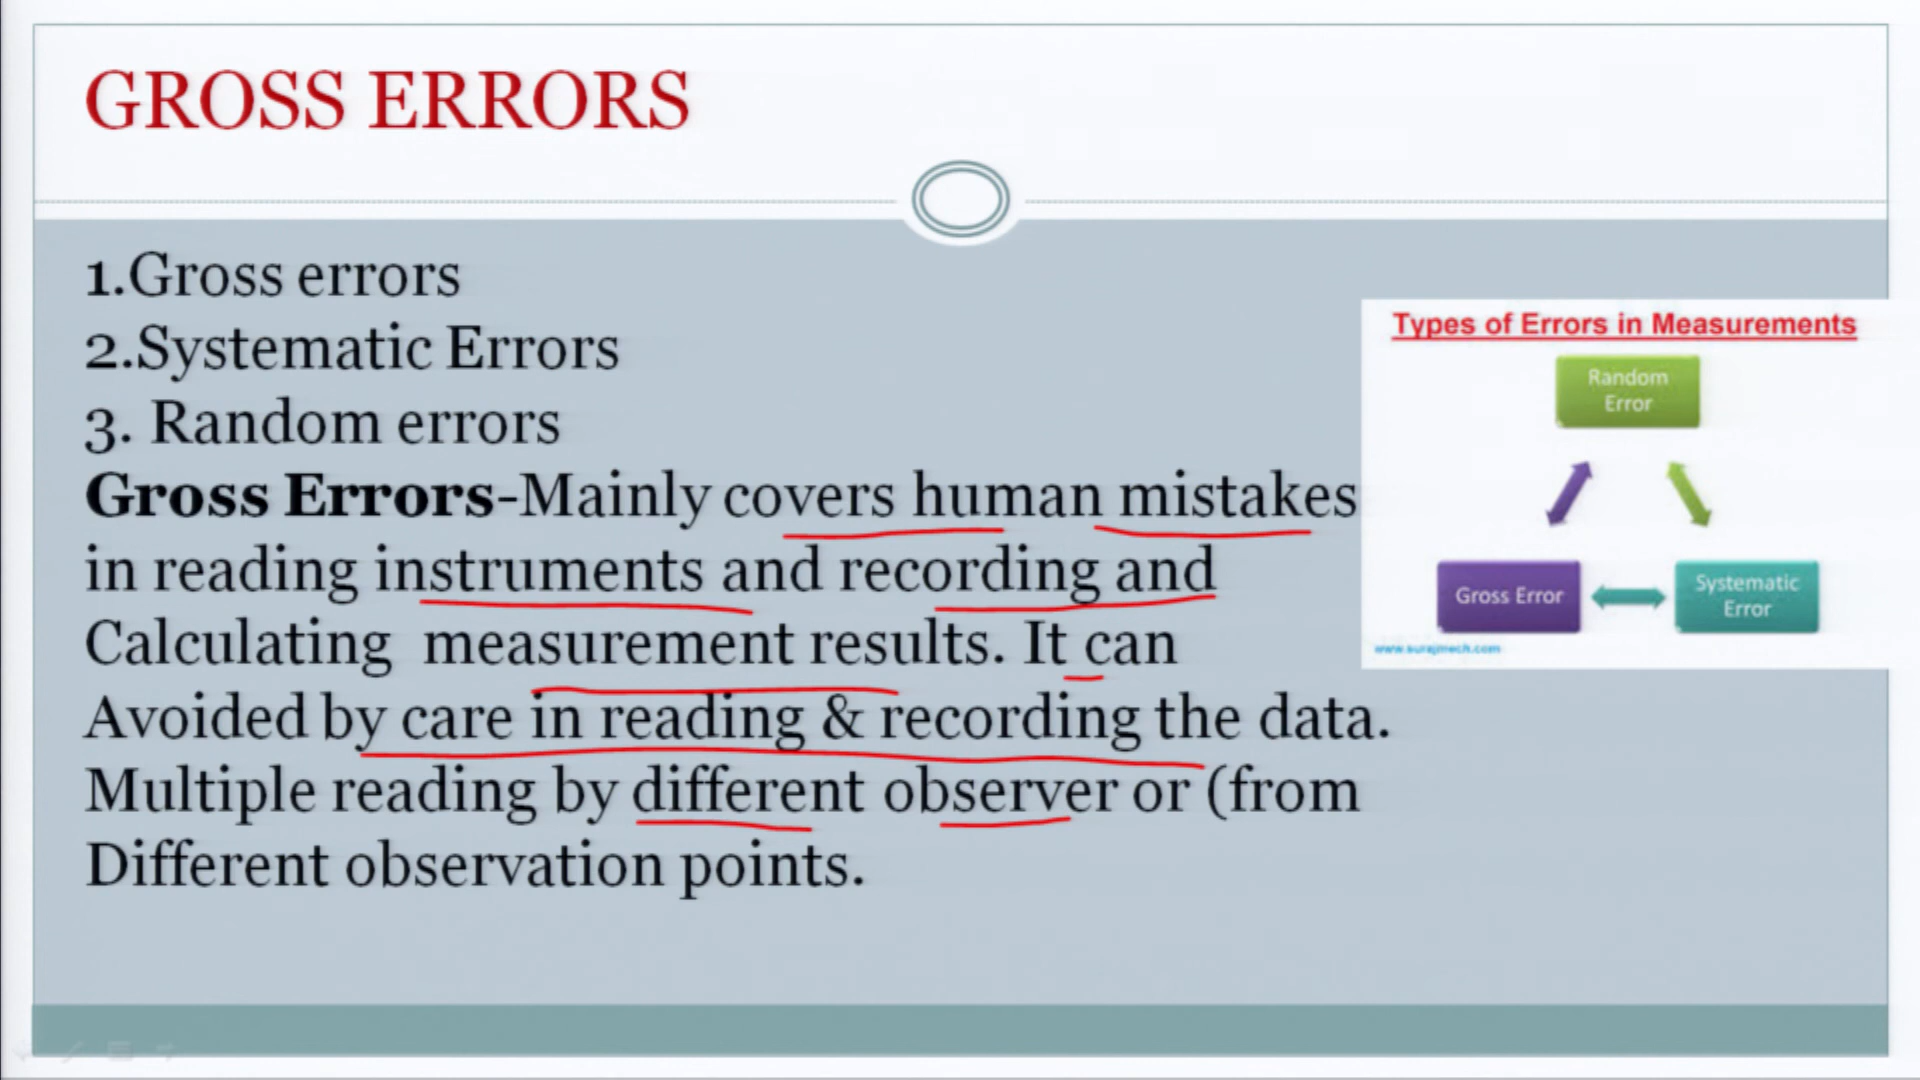 GROSS ERRORS
1.Gross errors
2.Systematic Errors
3. Random errors
Gross Errors-Mainly covers human mistakes
in reading instruments and recording and
Calculating measurement results. It can
Avoided by care in reading & recording the data.
Multiple reading by different observer or (from
Different observation points.
Types of Errors in Measurements
Random
Error
Gross Error
Systematic
Error
www.surajmech.com